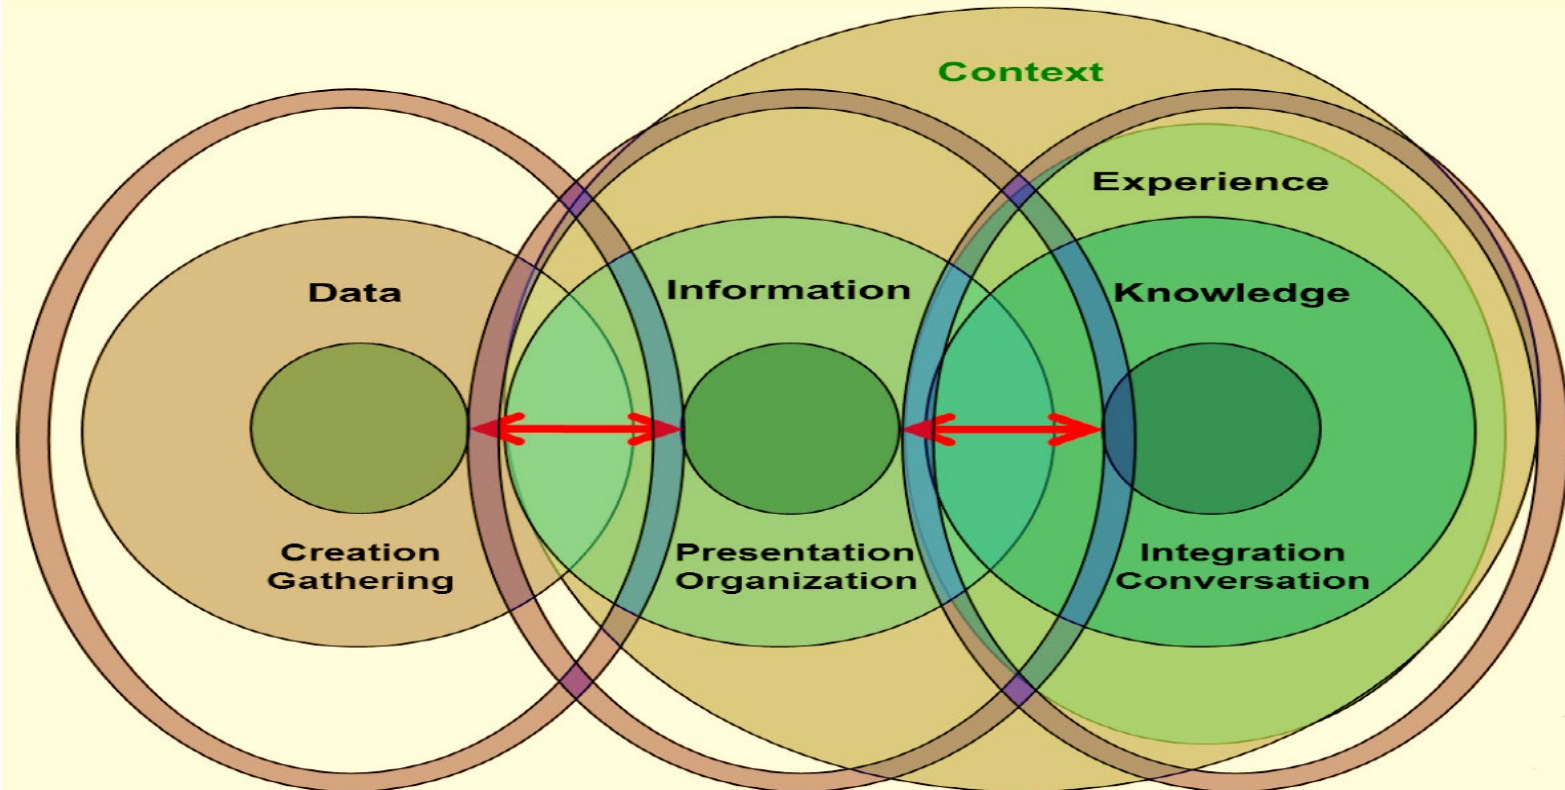 Context
Experience
Data
Information
Knowledge
Creation
Gathering
Presentation
Organization
Integration
Conversation